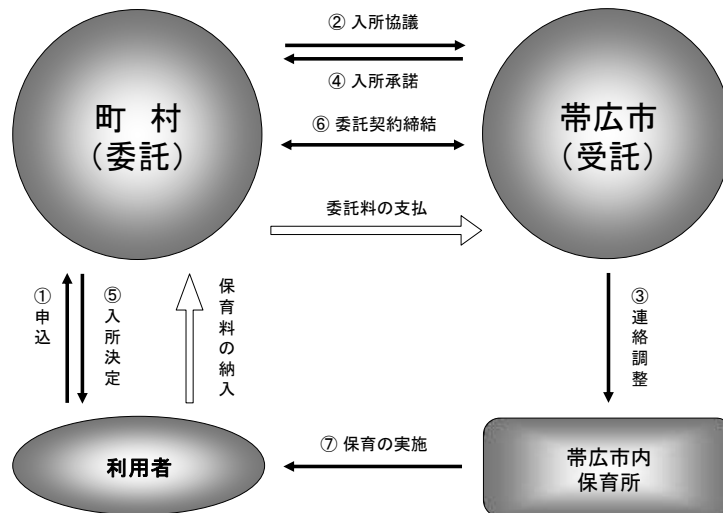 ② 入所協議
④ 入所承諾
町 村
(委託)
⑥ 委託契約締結
帯広市
(受託)
委託料の支払
①申込
⑤入所決定
保育料の納入
③連絡調整
利用者
⑦ 保育の実施
帯広市内
保育所